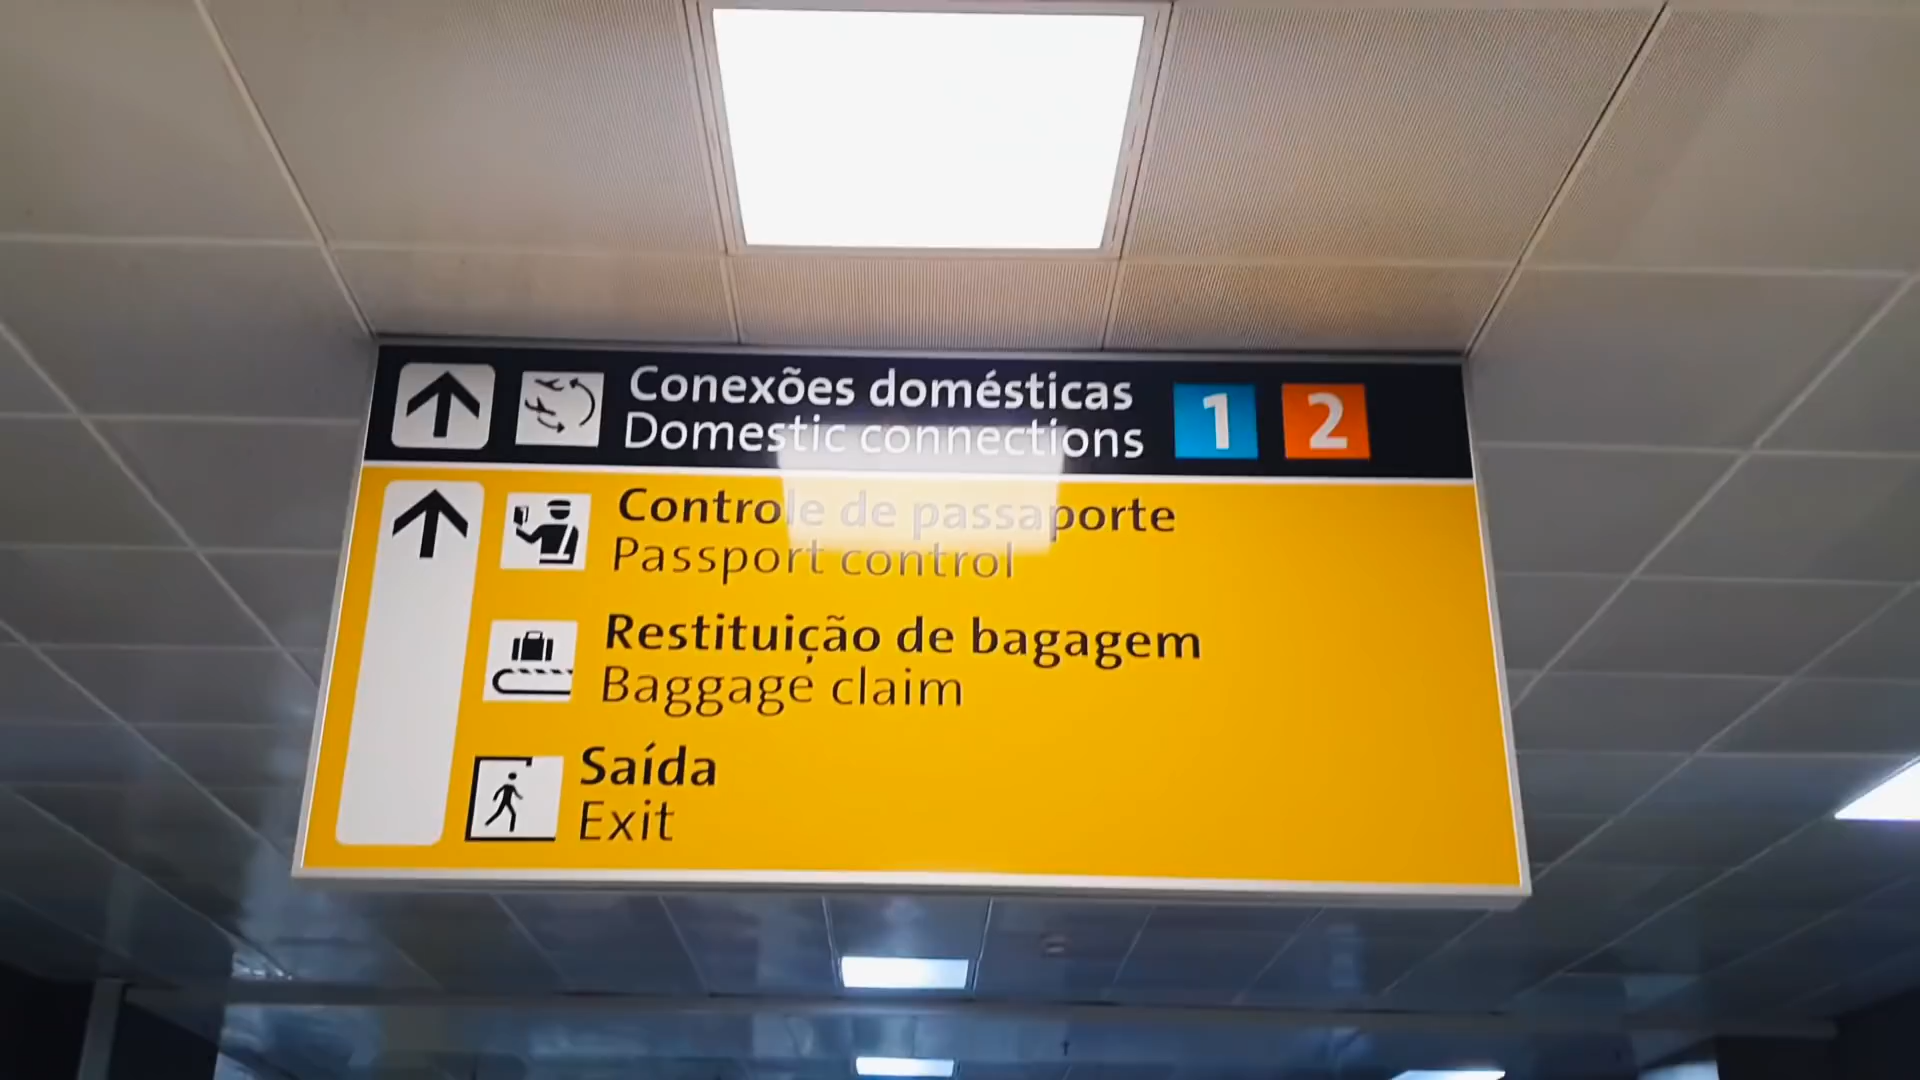 Conexões domésticas 1 2
Domestic connections
Controle de passaporte
Passport control
Restituição de bagagem
Baggage claim
Saída
Exit